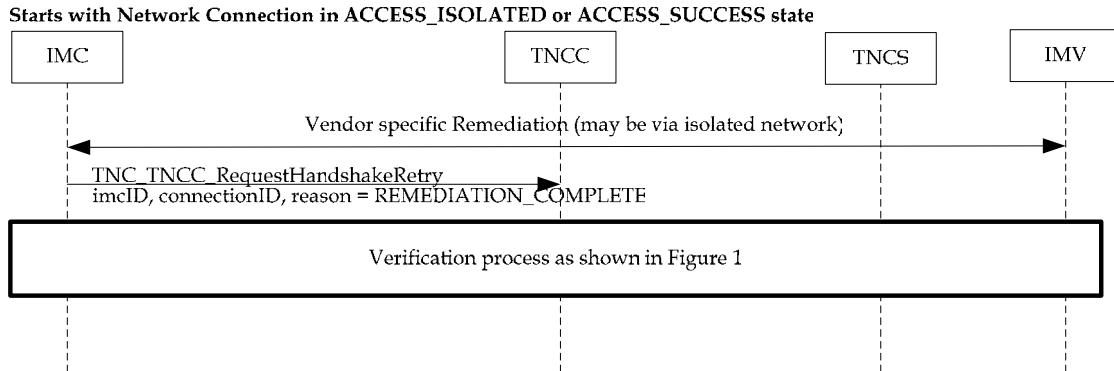 Starts with Network Connection in ACCESS_ISOLATED or ACCESS_SUCCESS state
IMC
TNCC
TNCS
IMV
Vendor specific Remediation (may be via isolated network)
TNC_TNCC_RequestHandshakeRetry
imcID, connectionID, reason = REMEDIATION_COMPLETE
Verification process as shown in Figure 1